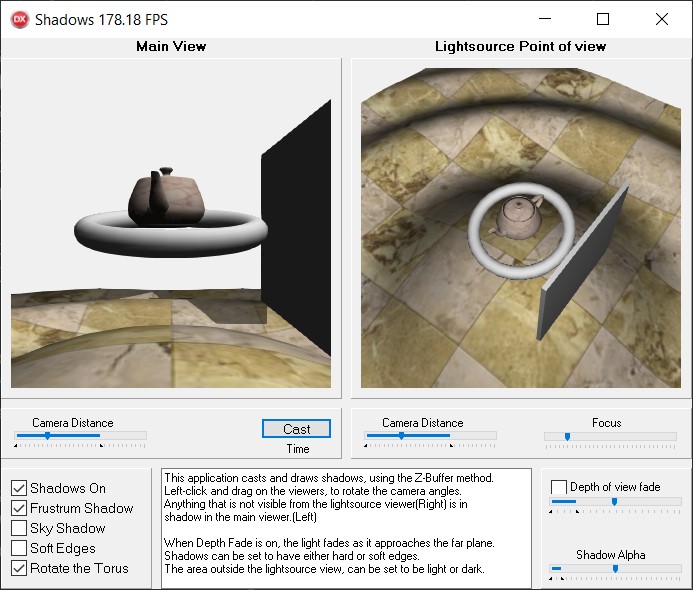 DX Shadows 178.18 FPS
Main View
Lightsource Point of view
Camera Distance
Cast
Time
Camera Distance
Focus
Shadows On
Frustrum Shadow
Sky Shadow
Soft Edges
Rotate the Torus
This application casts and draws shadows, using the Z-Buffer method.
Left-click and drag on the viewers, to rotate the camera angles.
Anything that is not visible from the lightsource viewer(Right) is in
shadow in the main viewer.(Left)
When Depth Fade is on, the light fades as it approaches the far plane.
Shadows can be set to have either hard or soft edges.
The area outside the lightsource view, can be set to be light or dark.
Depth of view fade
Shadow Alpha